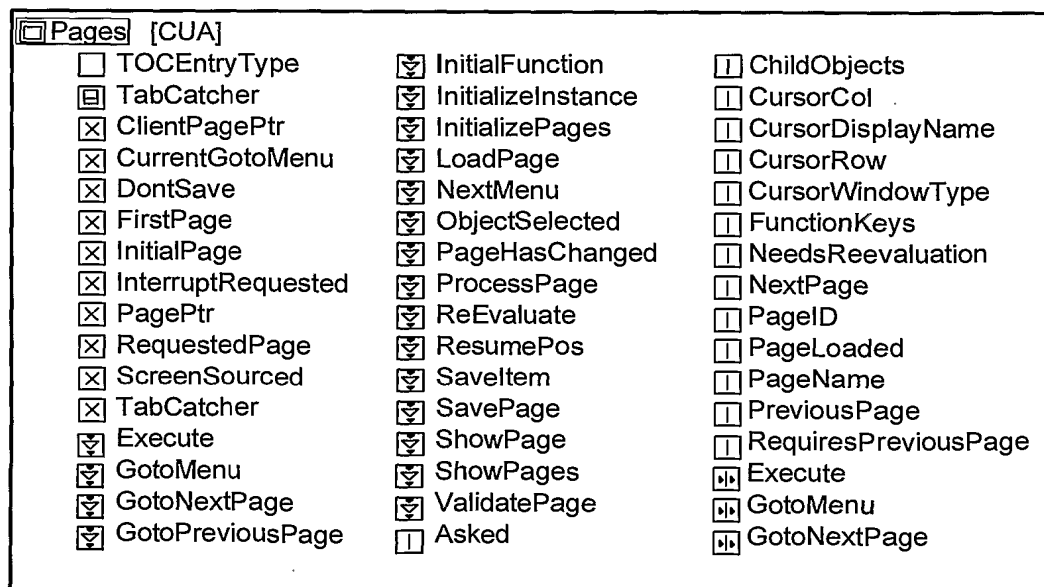 Pages [CUA]
TOCEntryType
TabCatcher
ClientPagePtr
CurrentGotoMenu
DontSave
FirstPage
InitialPage
InterruptRequested
PagePtr
RequestedPage
ScreenSourced
TabCatcher
Execute
GotoMenu
GotoNextPage
GotoPreviousPage
InitialFunction
InitializeInstance
InitializePages
LoadPage
NextMenu
ObjectSelected
PageHasChanged
ProcessPage
ReEvaluate
ResumePos
SaveItem
SavePage
ShowPage
ShowPages
ValidatePage
Asked
ChildObjects
CursorCol
CursorDisplayName
CursorRow
CursorWindowType
FunctionKeys
NeedsReevaluation
NextPage
PageID
PageLoaded
PageName
PreviousPage
RequiresPreviousPage
Execute
GotoMenu
GotoNextPage